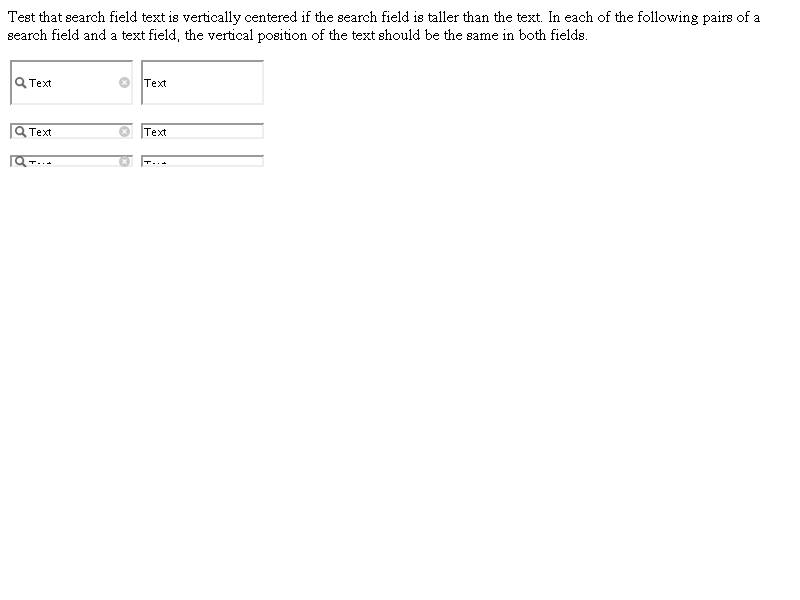 Test that search field text is vertically centered if the search field is taller than the text. In each of the following pairs of a
search field and a text field, the vertical position of the text should be the same in both fields.
Text Text
Text Text